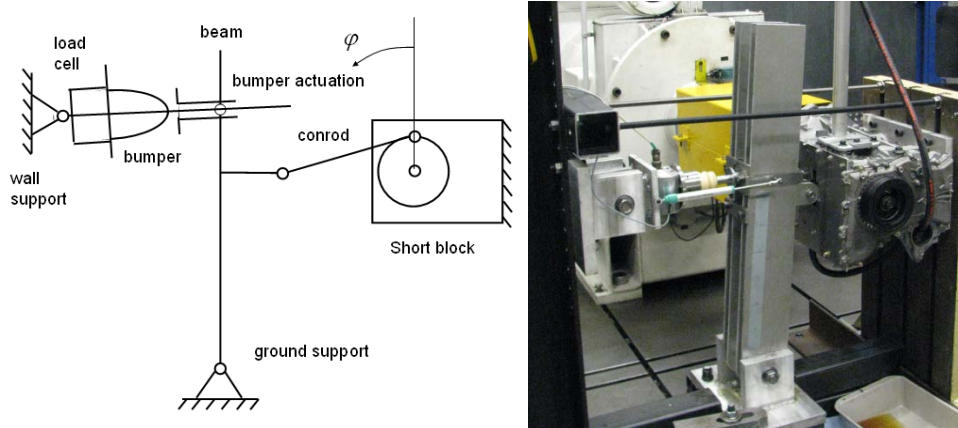 beam
φ
load
cell
bumper actuation
conrod
bumper
wall
support
Short block
ground support